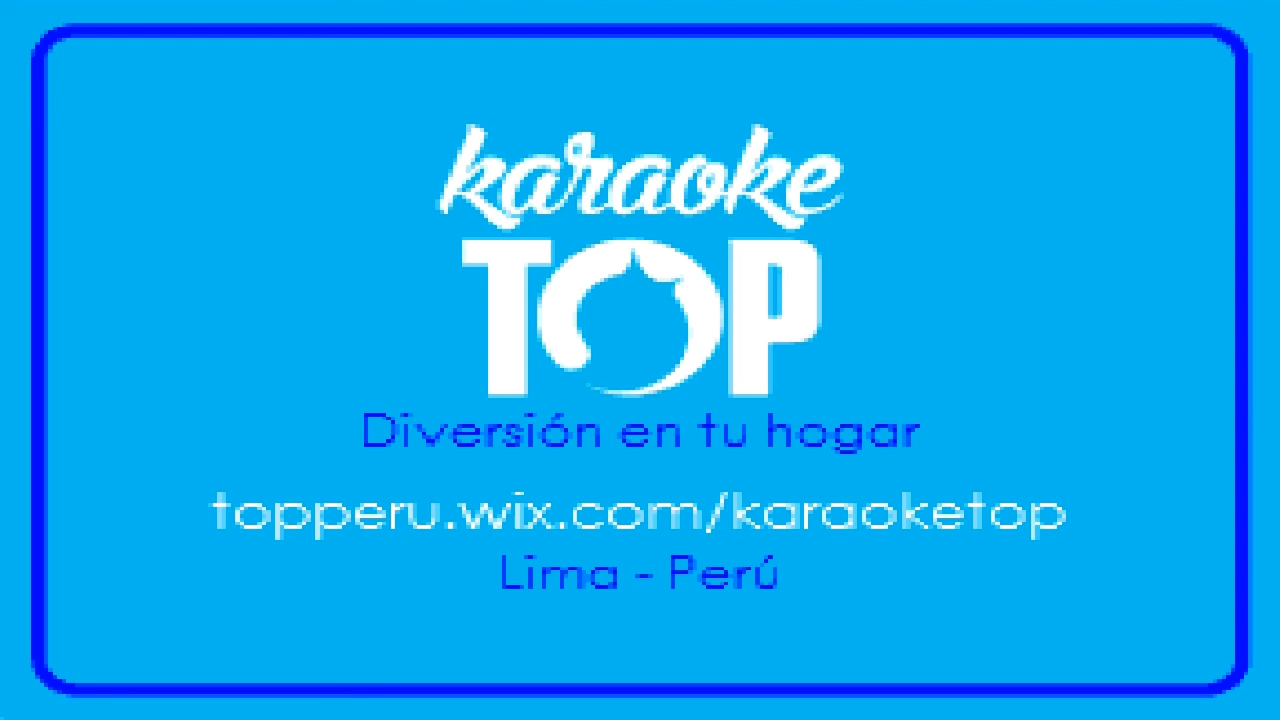 karaoke
TOP
Diversión en tu hogar
topperu.wix.com/karaoketop
Lima - Perú